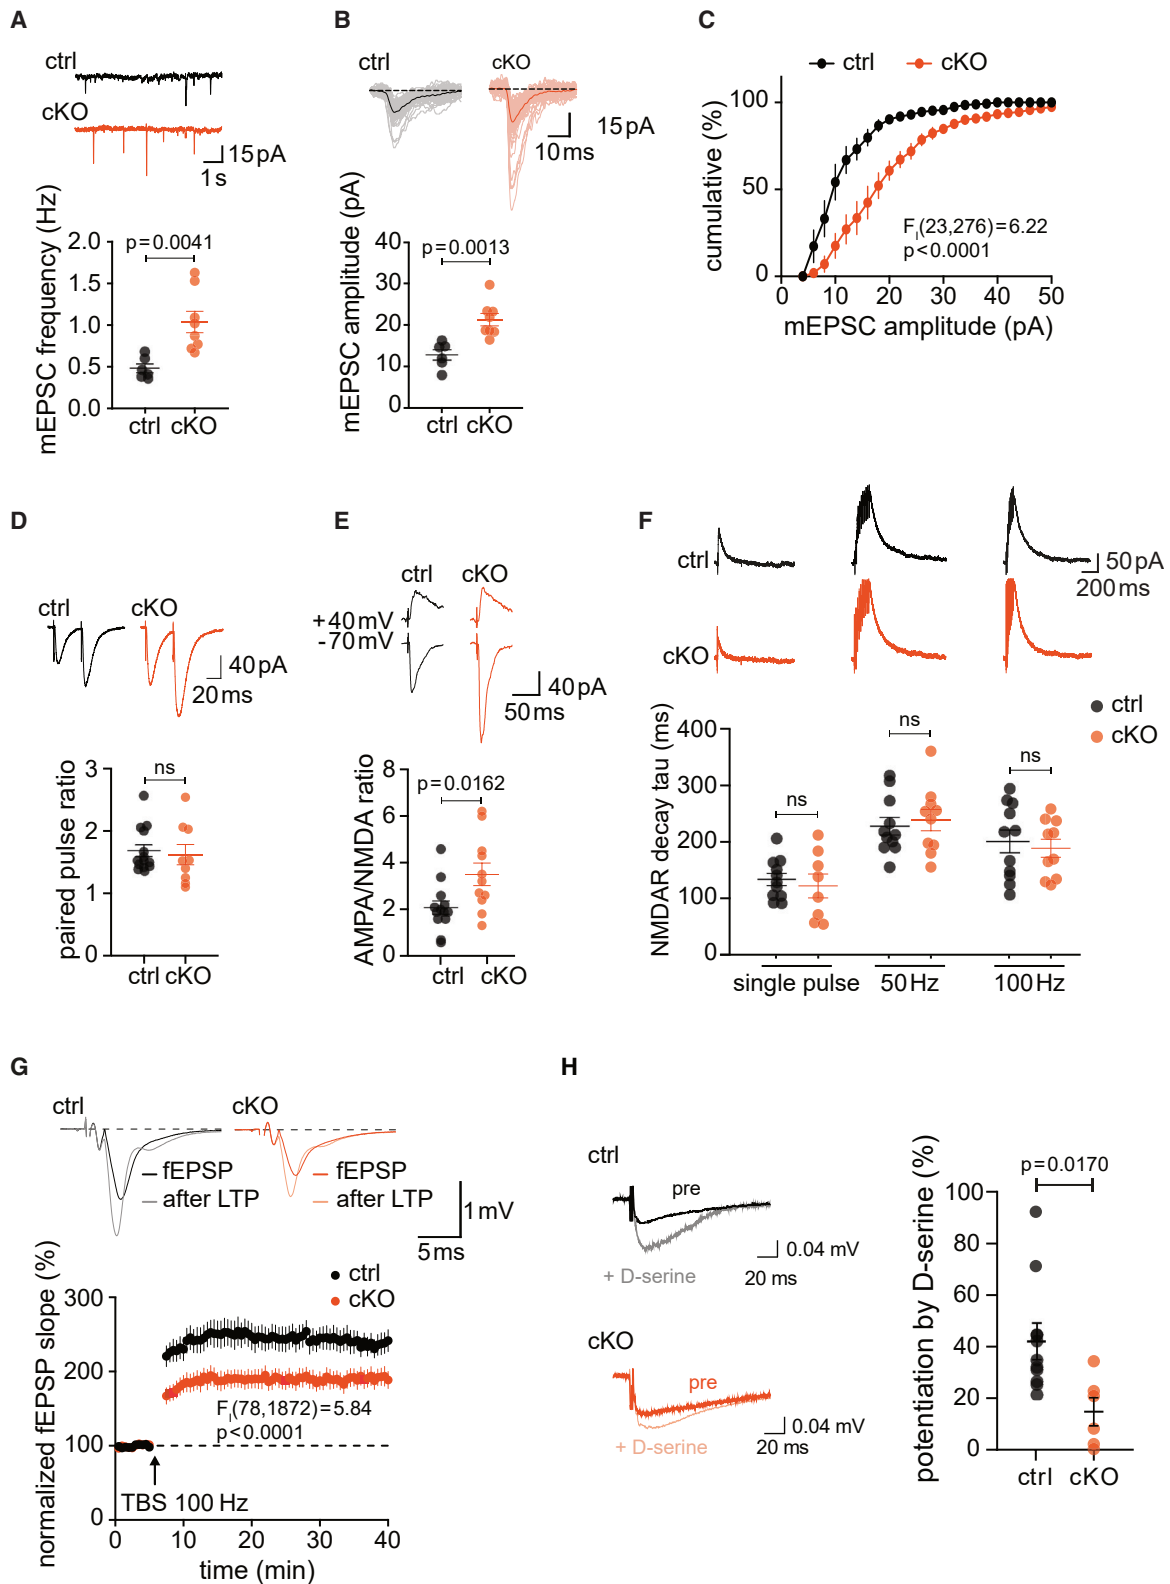 A
ctrl
cKO
15 pA
1 s
mEPSC frequency (Hz)
2.0
1.5
1.0
0.5
0.0
p=0.0041
ctrl cKO
B
ctrl
cKO
15 pA
10 ms
mEPSC amplitude (pA)
40
30
20
10
0
p=0.0013
ctrl cKO
C
ctrl cKO
cumulative (%)
100
50
0
F_I(23,276)=6.22
p<0.0001
0 10 20 30 40 50
mEPSC amplitude (pA)
D
ctrl
cKO
40 pA
20 ms
paired pulse ratio
3
2
1
0
ns
ctrl cKO
E
ctrl
cKO
+40 mV
-70 mV
40 pA
50 ms
AMPA/NMDA ratio
8
6
4
2
0
p=0.0162
ctrl cKO
F
ctrl
cKO
50 pA
200 ms
ctrl
cKO
NMDAR decay tau (ms)
400
300
200
100
0
ns
ns
ns
single pulse 50 Hz 100 Hz
G
ctrl
cKO
fEPSP
after LTP
fEPSP
after LTP
1 mV
5 ms
ctrl
cKO
normalized fEPSP slope (%)
300
200
100
0
F_I(78,1872)=5.84
p<0.0001
TBS 100 Hz
0 10 20 30 40
time (min)
H
ctrl
pre
+ D-serine
0.04 mV
20 ms
cKO
pre
+ D-serine
0.04 mV
20 ms
potentiation by D-serine (%)
100
80
60
40
20
0
p=0.0170
ctrl cKO